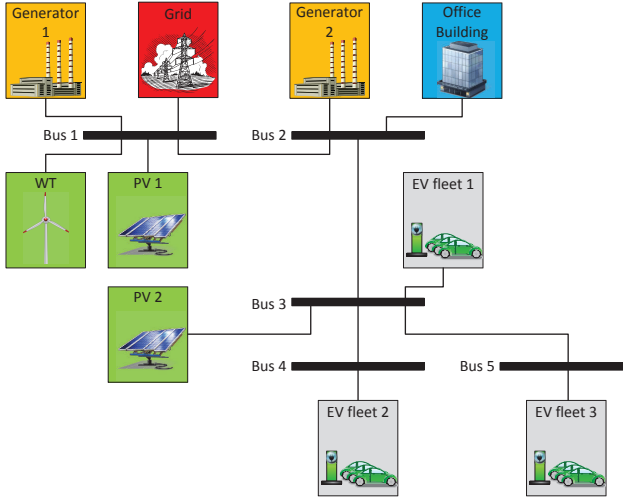 Generator
1
Grid
Generator
2
Office
Building
Bus 1
Bus 2
WT
PV 1
EV fleet 1
PV 2
Bus 3
Bus 4
Bus 5
EV fleet 2
EV fleet 3